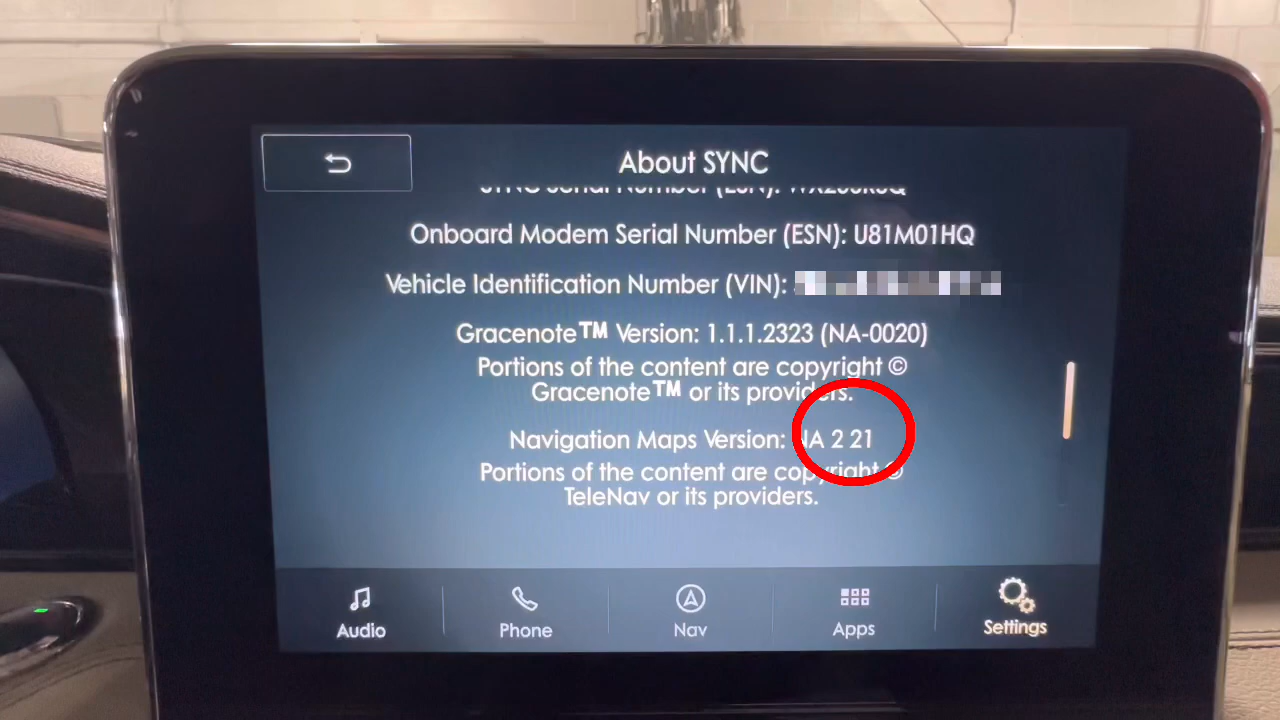 About SYNC
Onboard Modem Serial Number (ESN): U81M01HQ
Vehicle Identification Number (VIN):
Gracenote™ Version: 1.1.1.2323 (NA-0020)
Portions of the content are copyright ©
Gracenote™ or its providers.
Navigation Maps Version: NA 2 21
Portions of the content are copyright ©
TeleNav or its providers.
Audio
Phone
Nav
Apps
Settings